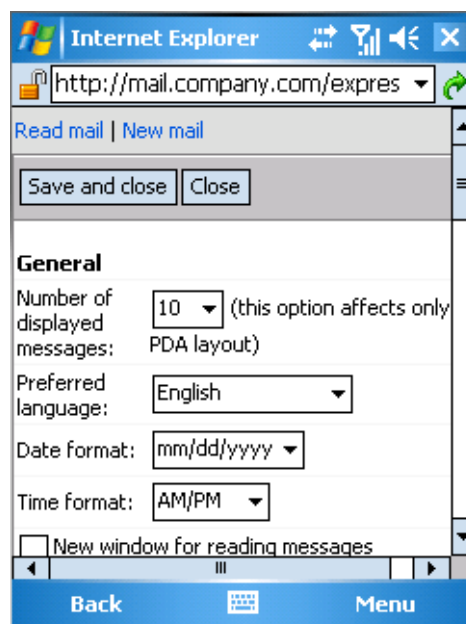 Internet Explorer
http://mail.company.com/expres
Read mail | New mail
Save and close Close
General
Number of displayed messages: 10 (this option affects only PDA layout)
Preferred language: English
Date format: mm/dd/yyyy
Time format: AM/PM
New window for reading messages
Back Menu